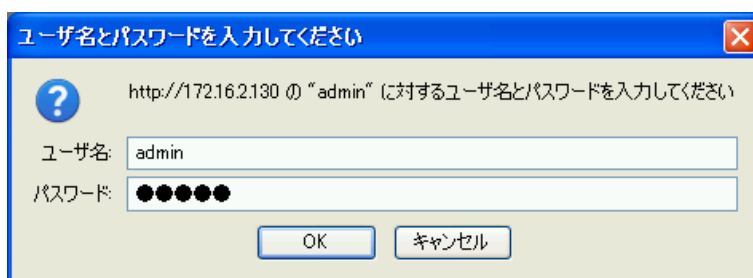 ユーザ名とパスワードを入力してください
http://172.16.2.130 の "admin" に対するユーザ名とパスワードを入力してください
ユーザ名: admin
パスワード: ●●●●●
OK キャンセル